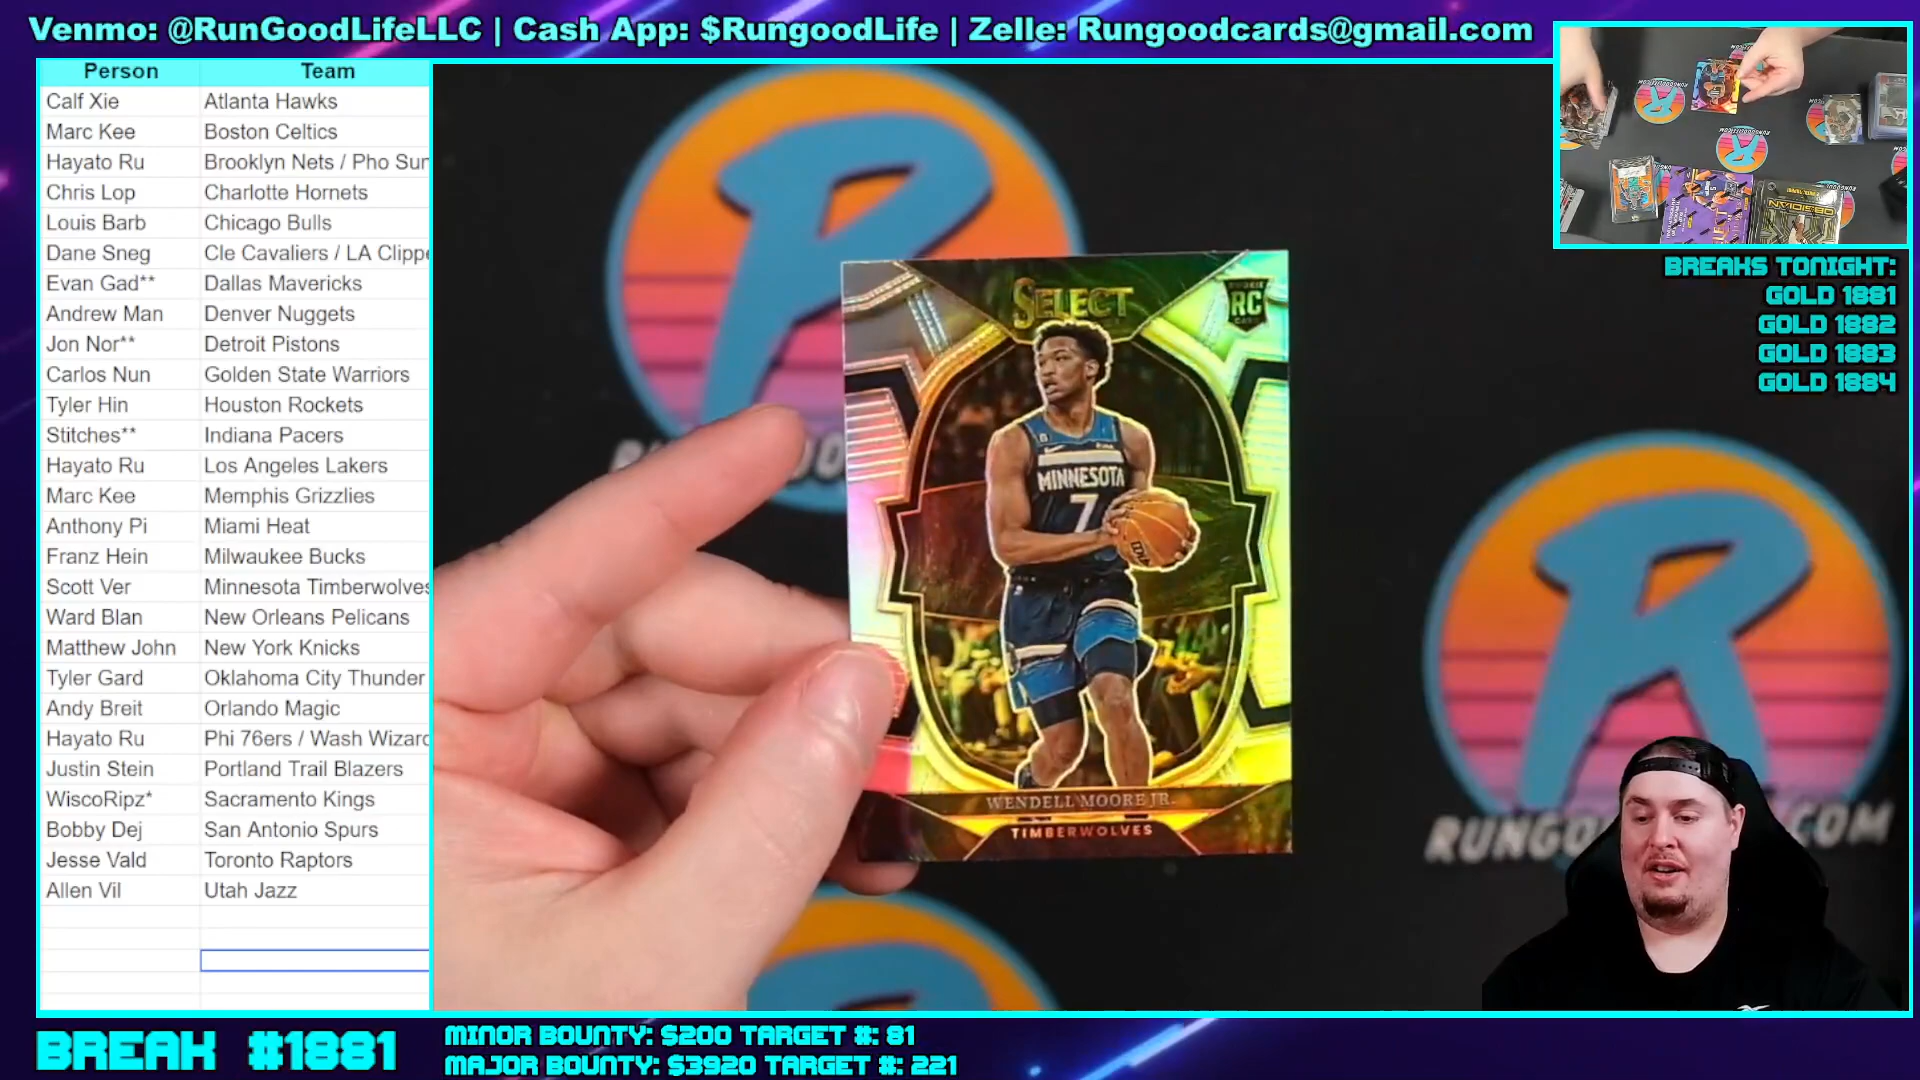 Venmo: @RunGoodLifeLLC | Cash App: $RungoodLife | Zelle: Rungoodcards@gmail.com
Person Team
Calf Xie Atlanta Hawks
Marc Kee Boston Celtics
Hayato Ru Brooklyn Nets / Pho Sun
Chris Lop Charlotte Hornets
Louis Barb Chicago Bulls
Dane Sneg Cle Cavaliers / LA Clippe
Evan Gad** Dallas Mavericks
Andrew Man Denver Nuggets
Jon Nor** Detroit Pistons
Carlos Nun Golden State Warriors
Tyler Hin Houston Rockets
Stitches** Indiana Pacers
Hayato Ru Los Angeles Lakers
Marc Kee Memphis Grizzlies
Anthony Pi Miami Heat
Franz Hein Milwaukee Bucks
Scott Ver Minnesota Timberwolves
Ward Blan New Orleans Pelicans
Matthew John New York Knicks
Tyler Gard Oklahoma City Thunder
Andy Breit Orlando Magic
Hayato Ru Phi 76ers / Wash Wizard
Justin Stein Portland Trail Blazers
WiscoRipz* Sacramento Kings
Bobby Dej San Antonio Spurs
Jesse Vald Toronto Raptors
Allen Vil Utah Jazz
SELECT
ROOKIE
RC
CARD
MINNESOTA
7
WENDELL MOORE JR.
TIMBERWOLVES
OBSIDIAN
BREAKS TONIGHT:
GOLD 1881
GOLD 1882
GOLD 1883
GOLD 1884
BREAK #1881
MINOR BOUNTY: $200 TARGET #: 81
MAJOR BOUNTY: $3920 TARGET #: 221